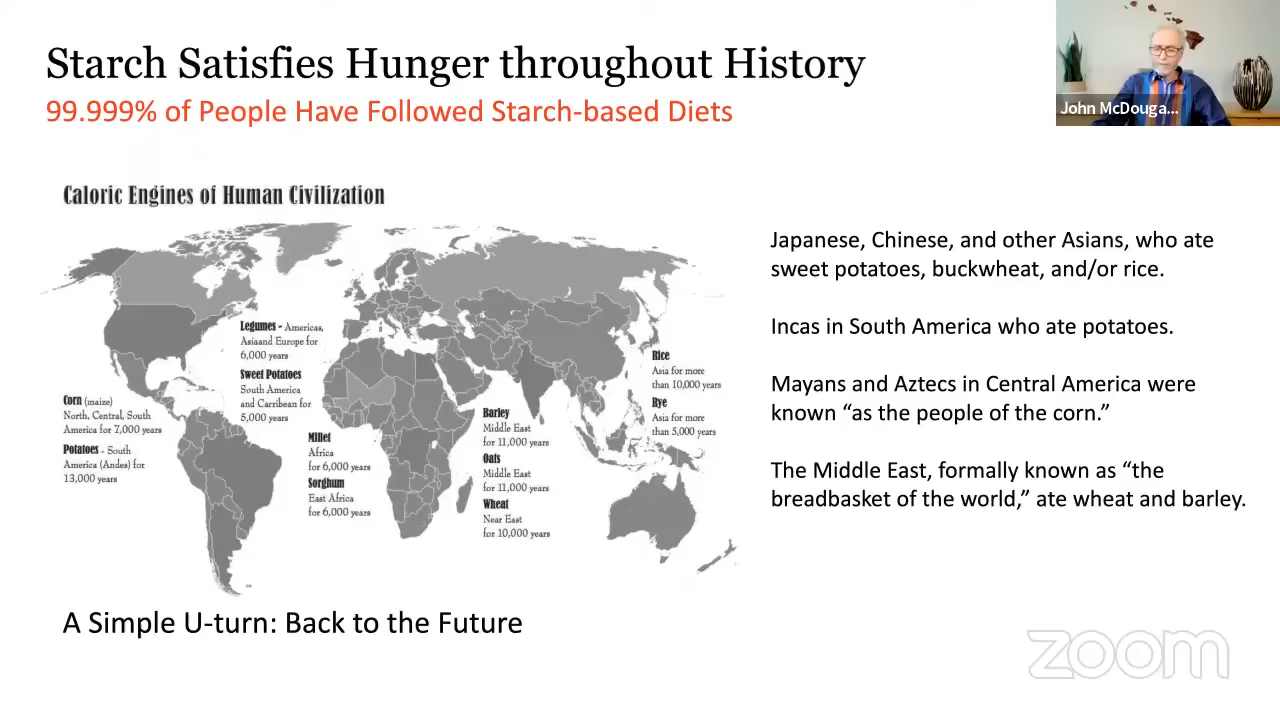 Starch Satisfies Hunger throughout History
99.999% of People Have Followed Starch-based Diets
John McDouga...
Caloric Engines of Human Civilization
Legumes - Americas,
Asiaand Europe for
6,000 years
Sweet Potatoes
South America
and Carribean for
5,000 years
Corn (maize)
North, Central, South
America for 7,000 years
Potatoes - South
America (Andes) for
13,000 years
Millet
Africa
for 6,000 years
Sorghum
East Africa
for 6,000 years
Barley
Middle East
for 11,000 years
Oats
Middle East
for 11,000 years
Wheat
Near East
for 10,000 years
Rice
Asia for more
than 10,000 years
Rye
Asia for more
than 5,000 years
Japanese, Chinese, and other Asians, who ate
sweet potatoes, buckwheat, and/or rice.
Incas in South America who ate potatoes.
Mayans and Aztecs in Central America were
known “as the people of the corn.”
The Middle East, formally known as “the
breadbasket of the world,” ate wheat and barley.
A Simple U-turn: Back to the Future
zoom